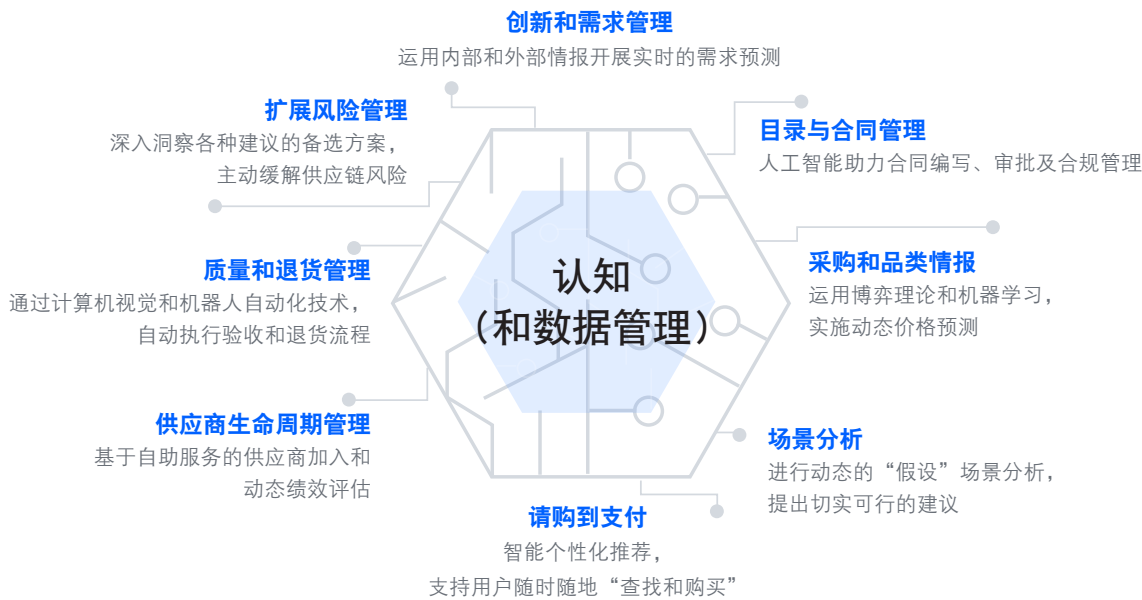 创新和需求管理
运用内部和外部情报开展实时的需求预测
扩展风险管理
深入洞察各种建议的备选方案，
主动缓解供应链风险
目录与合同管理
人工智能助力合同编写、审批及合规管理
质量和退货管理
通过计算机视觉和机器人自动化技术，
自动执行验收和退货流程
认知
（和数据管理）
采购和品类情报
运用博弈理论和机器学习，
实施动态价格预测
供应商生命周期管理
基于自助服务的供应商加入和
动态绩效评估
场景分析
进行动态的“假设”场景分析，
提出切实可行的建议
请购到支付
智能个性化推荐，
支持用户随时随地“查找和购买”